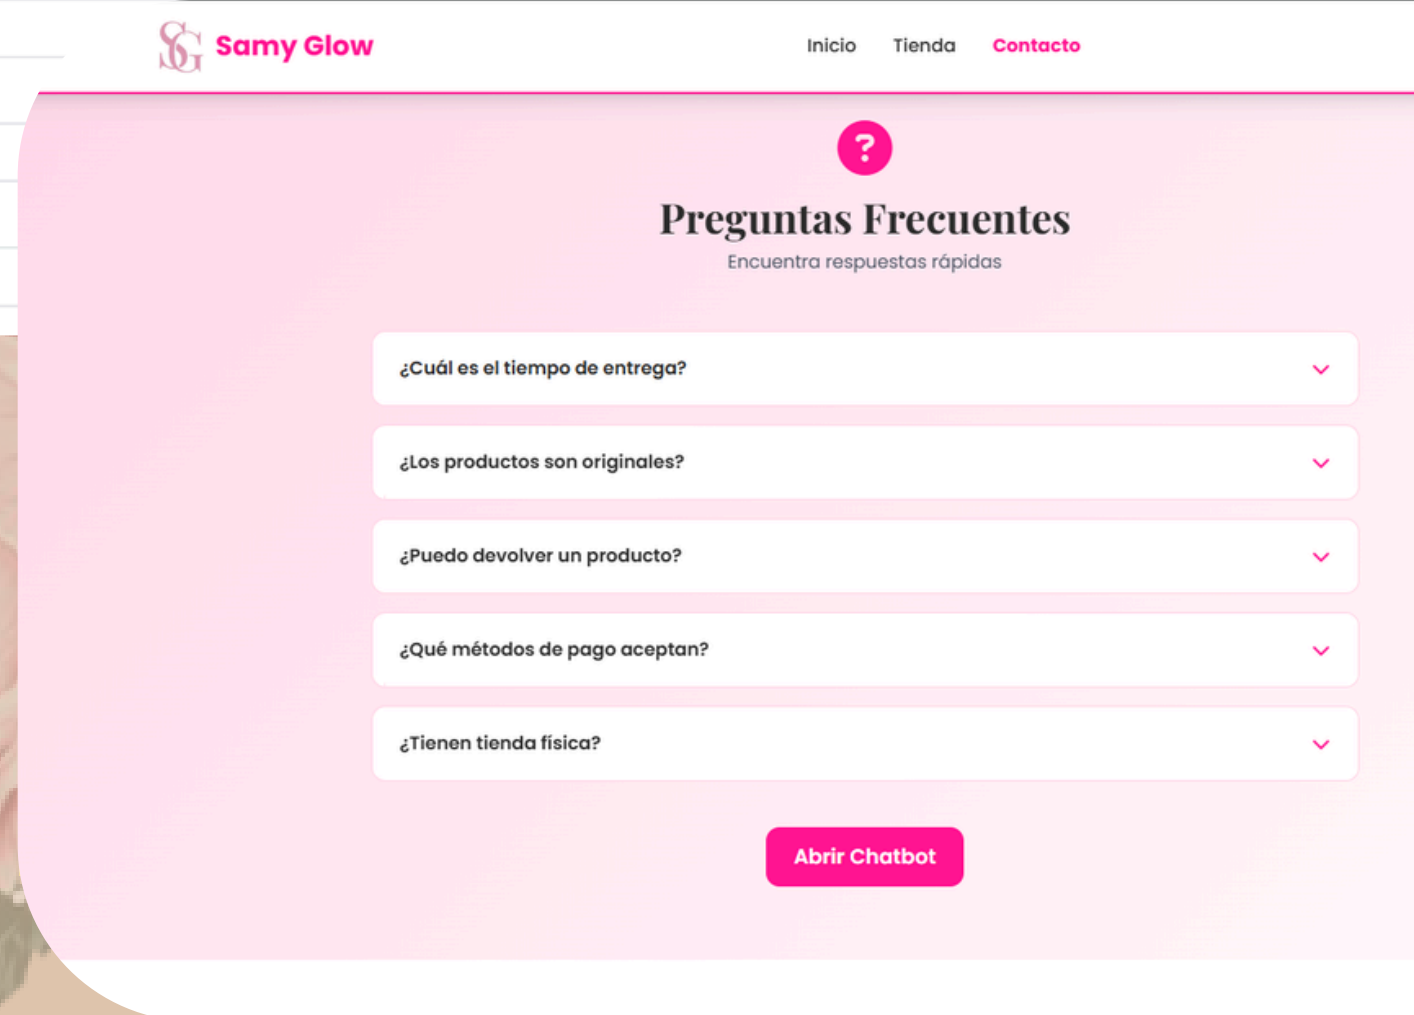 SG Samy Glow
Inicio Tienda Contacto
?
Preguntas Frecuentes
Encuentra respuestas rápidas
¿Cuál es el tiempo de entrega?
¿Los productos son originales?
¿Puedo devolver un producto?
¿Qué métodos de pago aceptan?
¿Tienen tienda física?
Abrir Chatbot